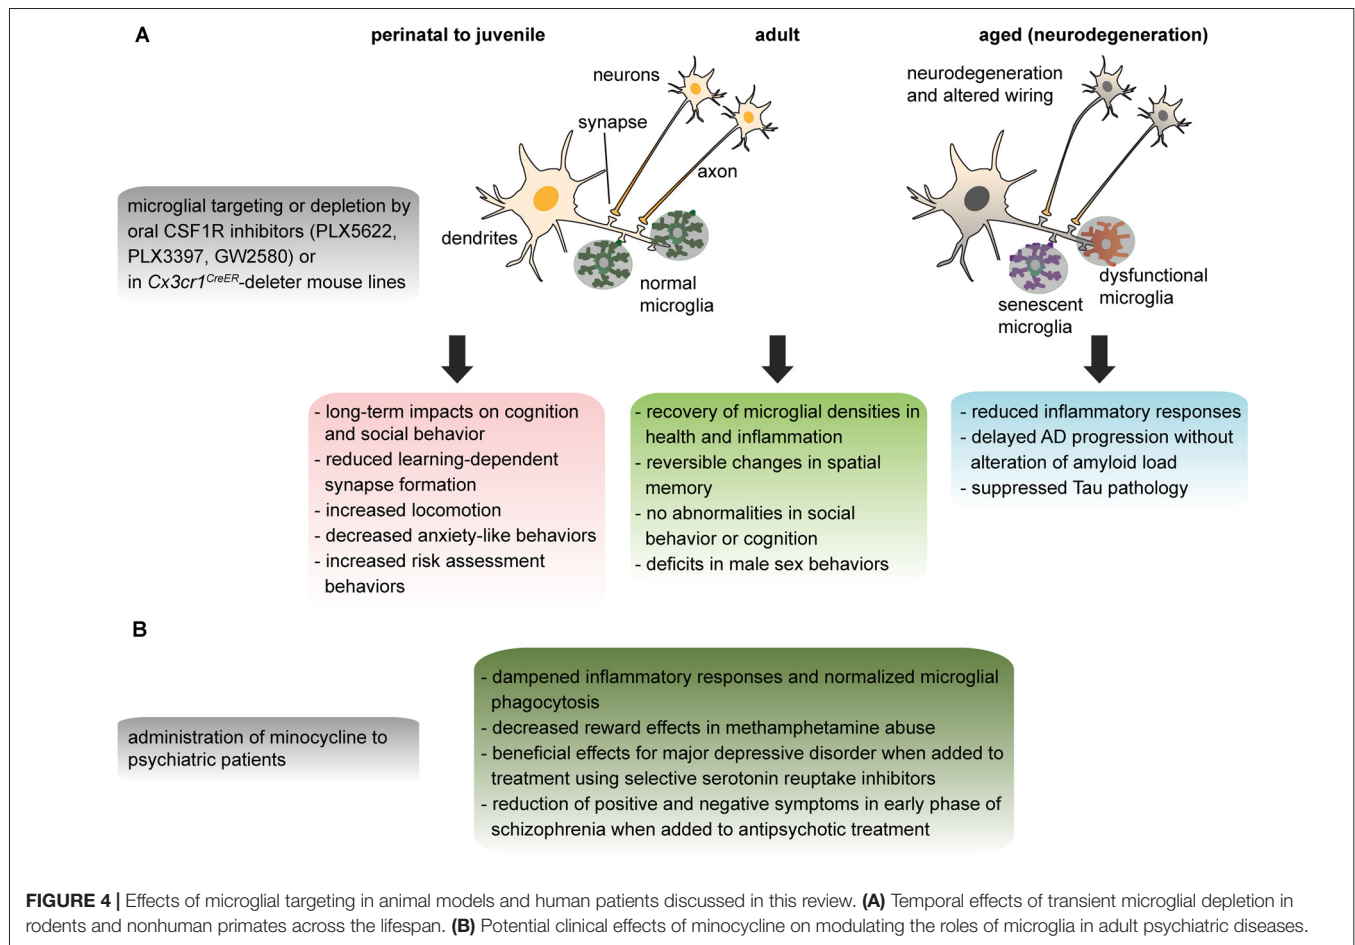 A
perinatal to juvenile
adult
aged (neurodegeneration)
neurons
synapse
axon
dendrites
normal
microglia
neurodegeneration
and altered wiring
dysfunctional
microglia
senescent
microglia
microglial targeting or depletion by
oral CSF1R inhibitors (PLX5622,
PLX3397, GW2580) or
in Cx3cr1CreER-deleter mouse lines
- long-term impacts on cognition
and social behavior
- reduced learning-dependent
synapse formation
- increased locomotion
- decreased anxiety-like behaviors
- increased risk assessment
behaviors
- recovery of microglial densities in
health and inflammation
- reversible changes in spatial
memory
- no abnormalities in social
behavior or cognition
- deficits in male sex behaviors
- reduced inflammatory responses
- delayed AD progression without
alteration of amyloid load
- suppressed Tau pathology
B
administration of minocycline to
psychiatric patients
- dampened inflammatory responses and normalized microglial
phagocytosis
- decreased reward effects in methamphetamine abuse
- beneficial effects for major depressive disorder when added to
treatment using selective serotonin reuptake inhibitors
- reduction of positive and negative symptoms in early phase of
schizophrenia when added to antipsychotic treatment
FIGURE 4 | Effects of microglial targeting in animal models and human patients discussed in this review. (A) Temporal effects of transient microglial depletion in
rodents and nonhuman primates across the lifespan. (B) Potential clinical effects of minocycline on modulating the roles of microglia in adult psychiatric diseases.